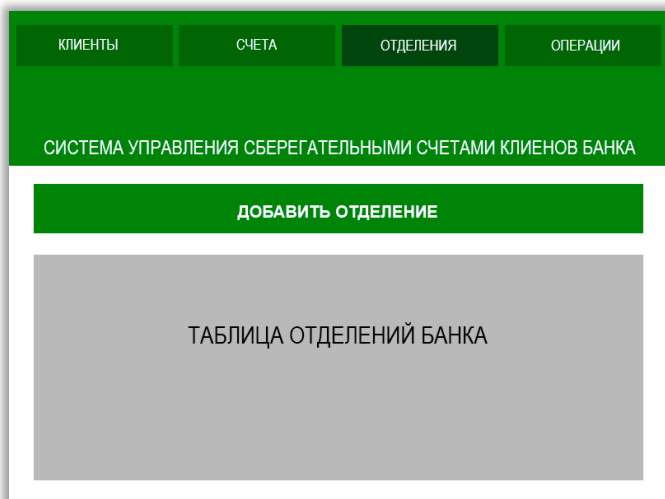 КЛИЕНТЫ СЧЕТА ОТДЕЛЕНИЯ ОПЕРАЦИИ
СИСТЕМА УПРАВЛЕНИЯ СБЕРЕГАТЕЛЬНЫМИ СЧЕТАМИ КЛИЕНОВ БАНКА
ДОБАВИТЬ ОТДЕЛЕНИЕ
ТАБЛИЦА ОТДЕЛЕНИЙ БАНКА